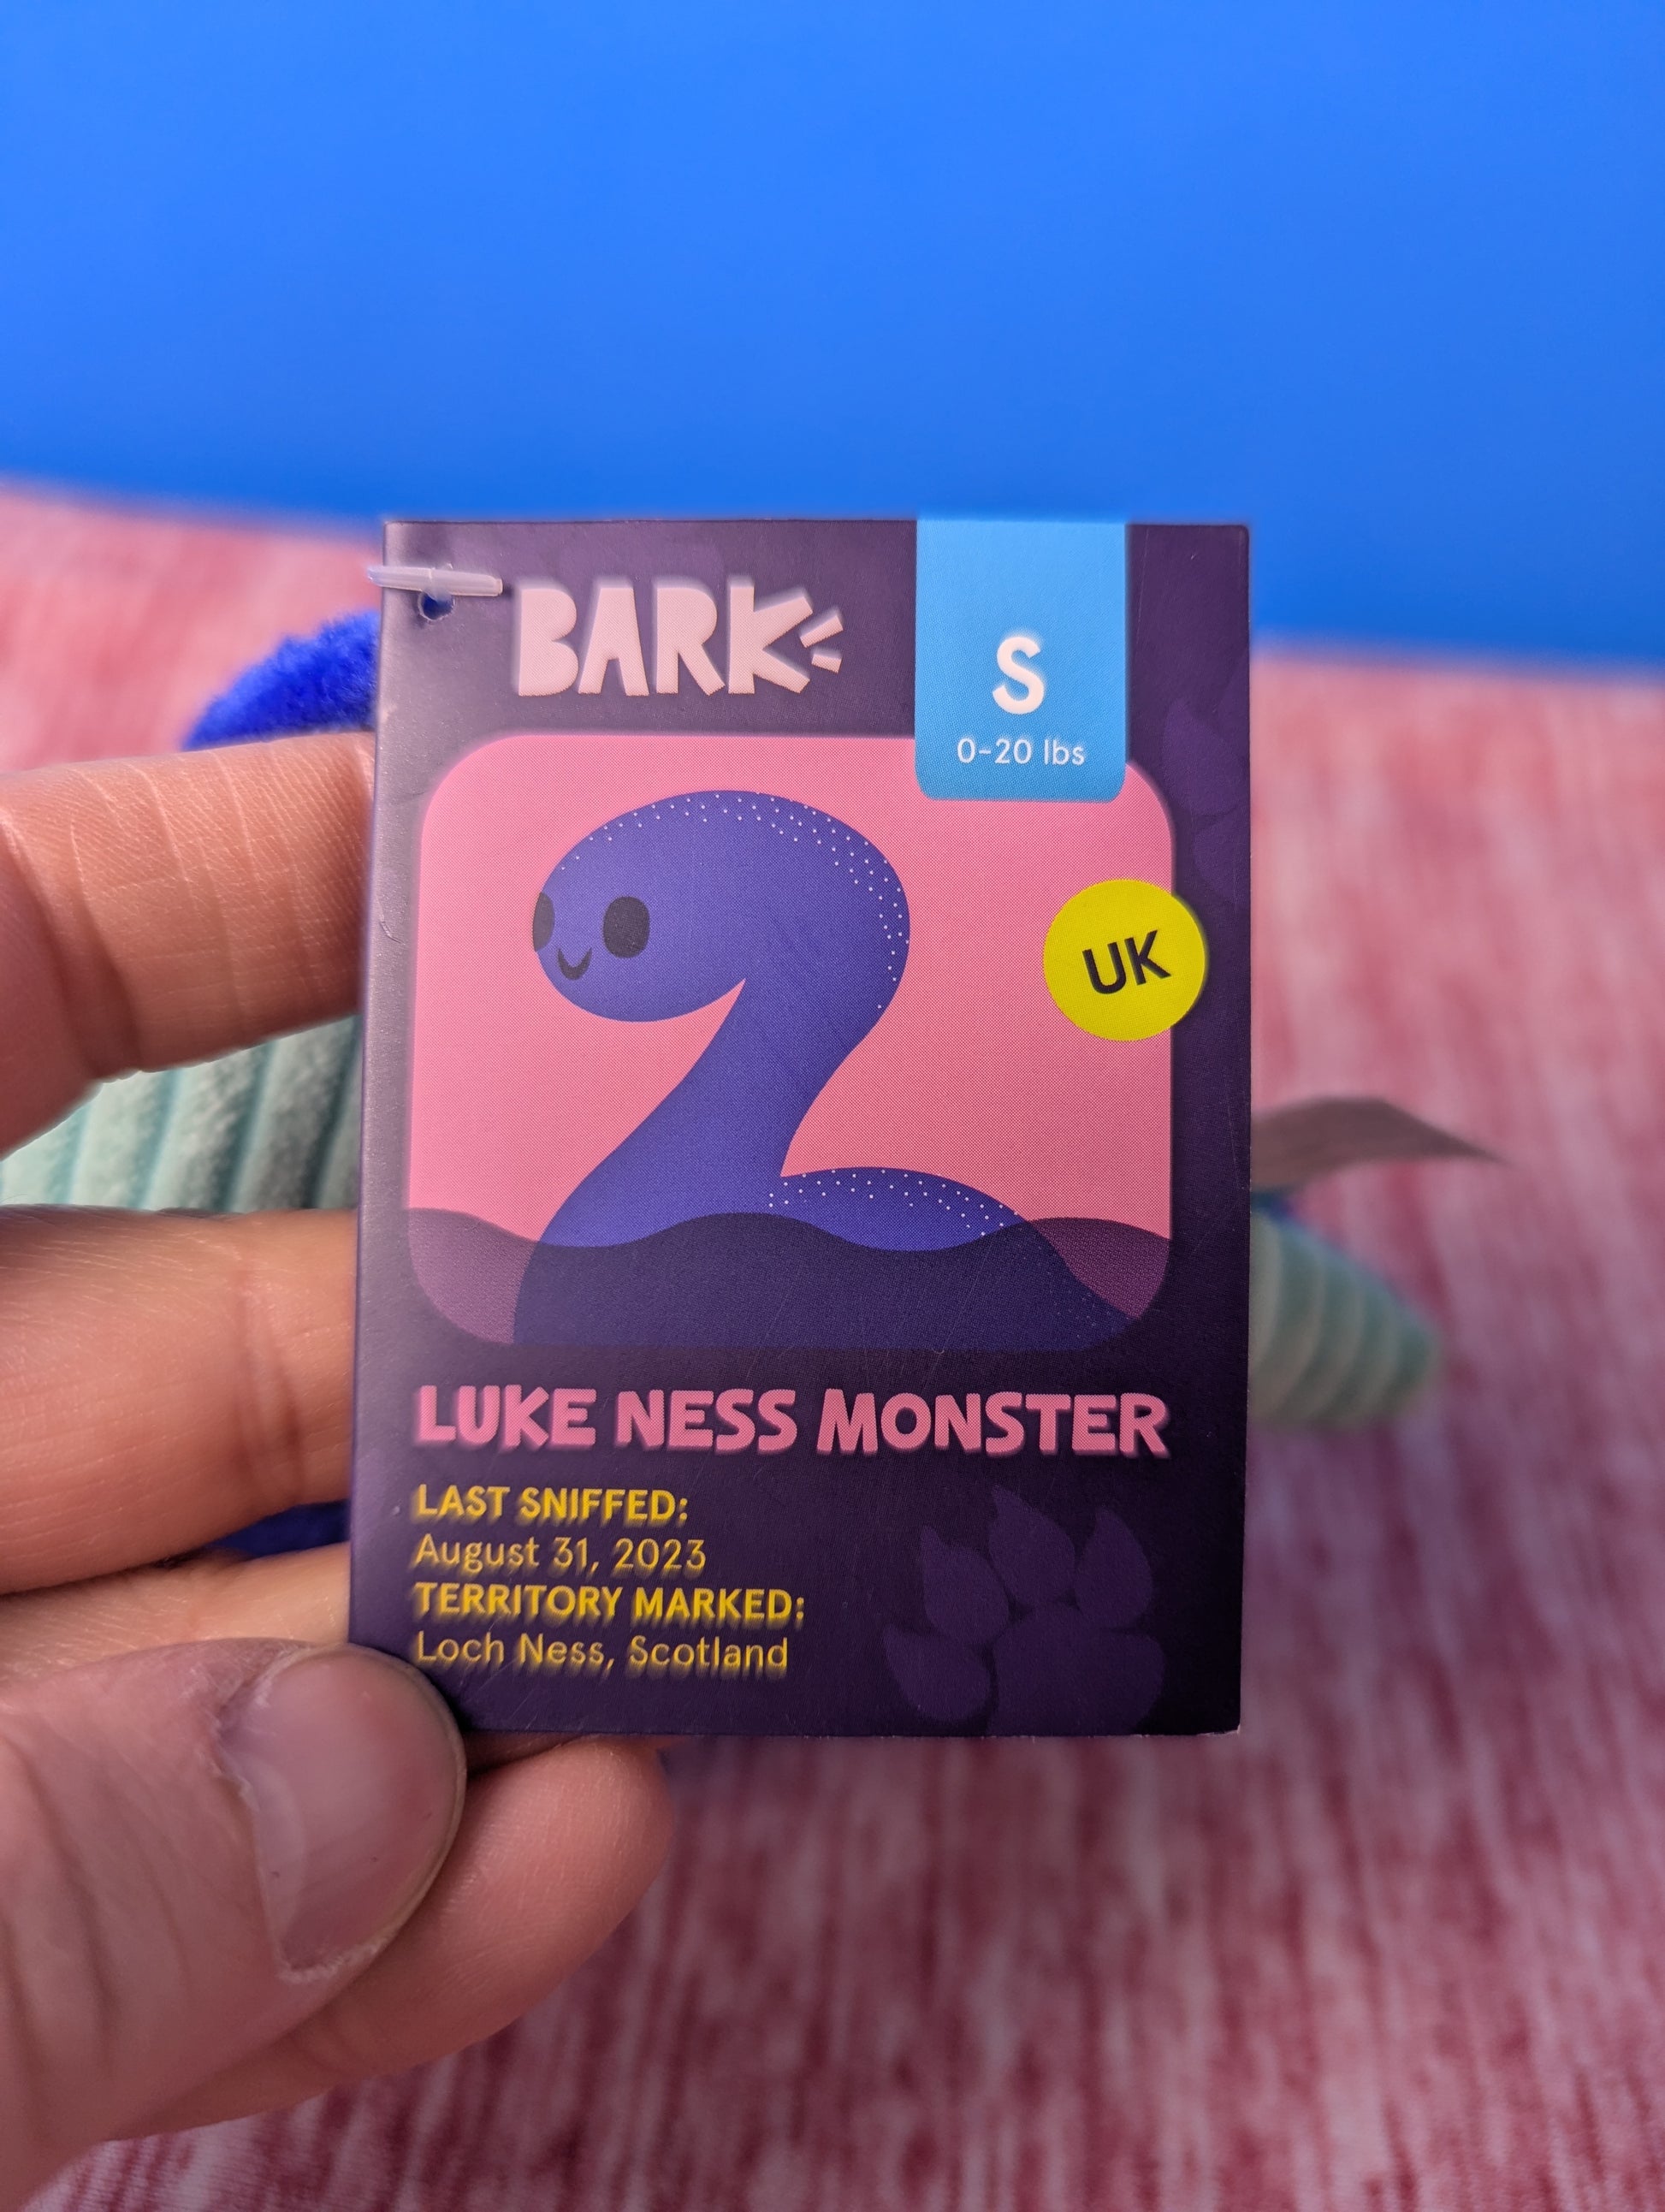 BARK
S
0-20 lbs
UK
LUKE NESS MONSTER
LAST SNIFFED:
August 31, 2023
TERRITORY MARKED:
Loch Ness, Scotland